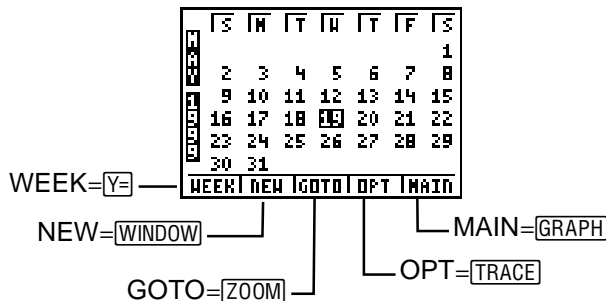 S M T W T F S
MAY
1
2 3 4 5 6 7 8
1999
9 10 11 12 13 14 15
16 17 18 19 20 21 22
23 24 25 26 27 28 29
30 31
WEEK NEW GOTO OPT MAIN
WEEK=Y=
NEW=WINDOW
MAIN=GRAPH
OPT=TRACE
GOTO=ZOOM